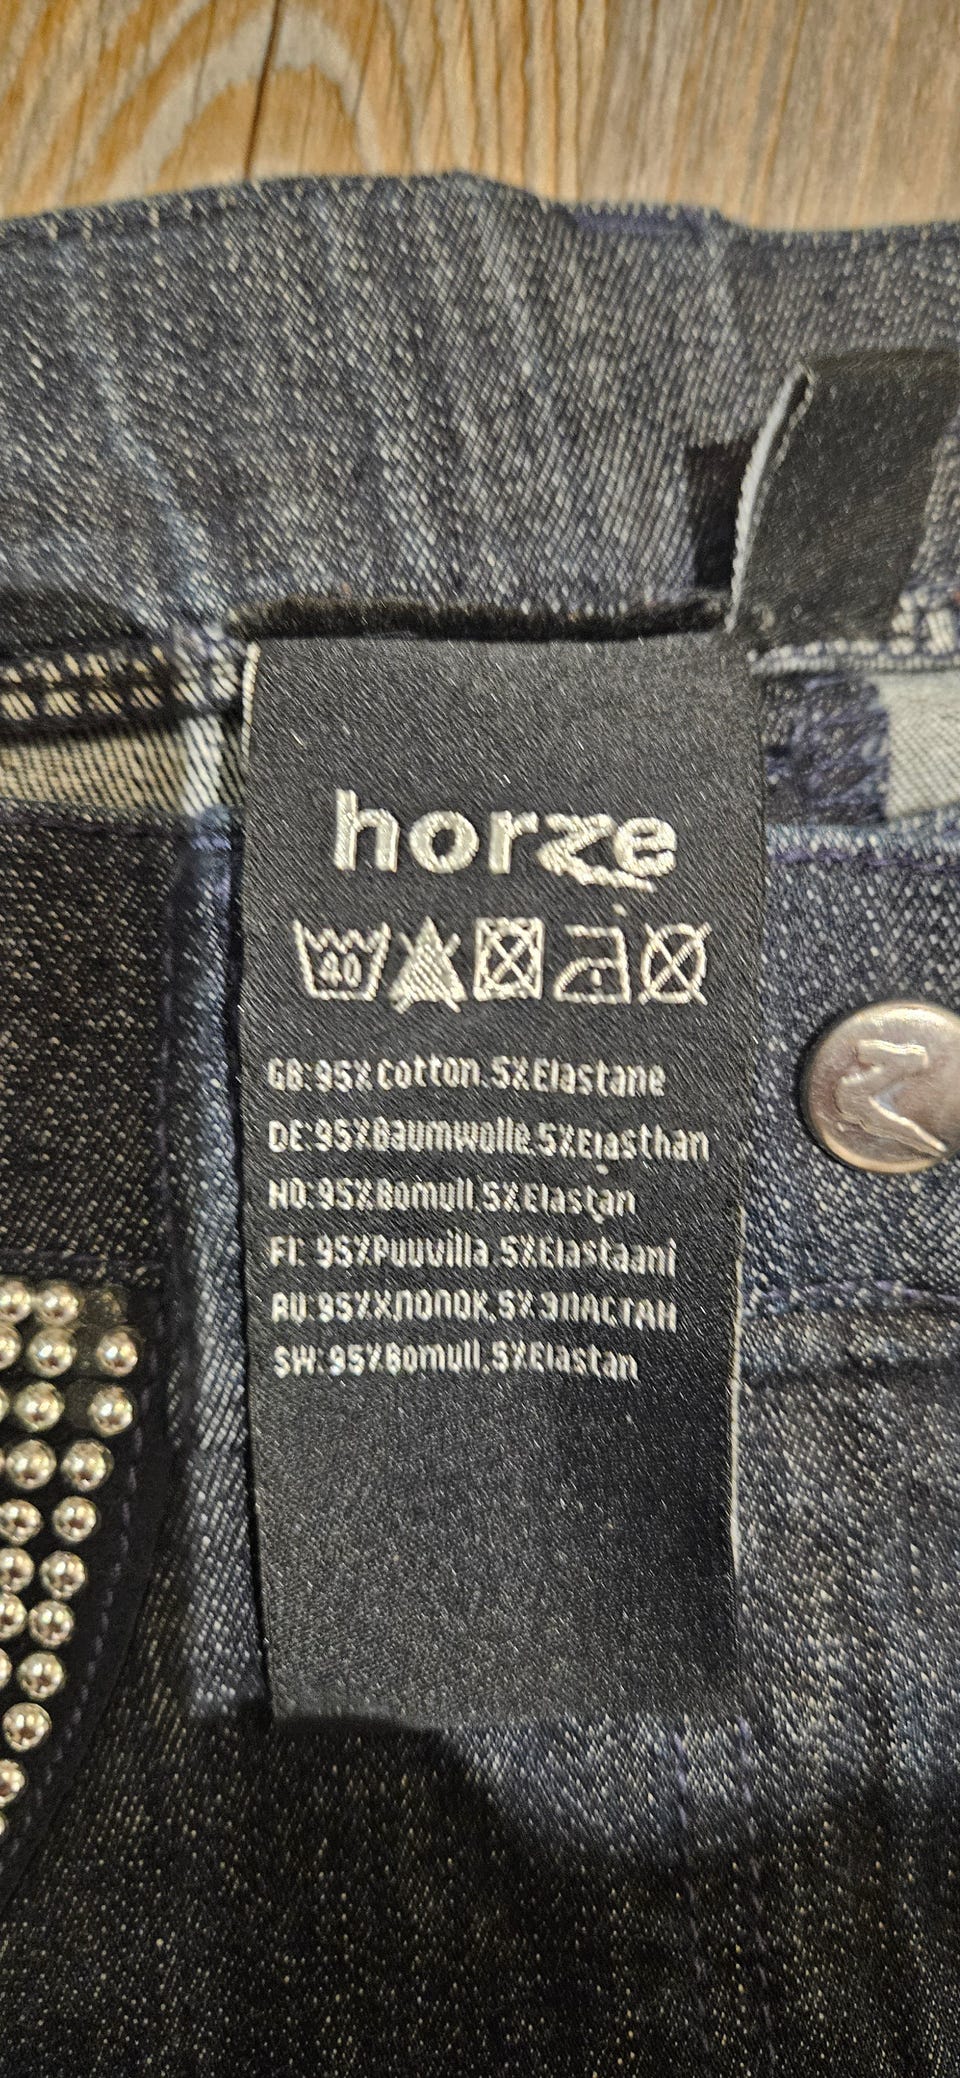 horze
40
GB:95%Cotton.5%Elastane
DE:95%Baumwolle.5%Elasthan
NO:95%Bomull.5%Elastan
FI:95%Puuvilla.5%Elastaani
RU:95%ХЛОПОК,5%ЭЛАСТАН
SW:95%Bomull.5%Elastan